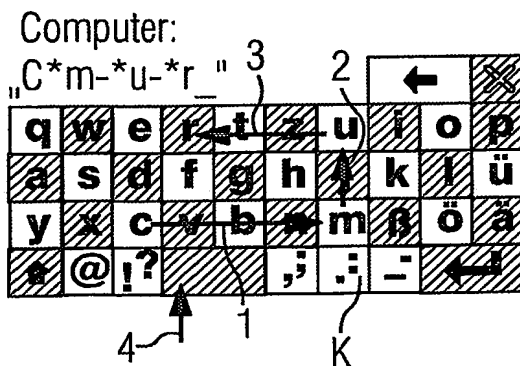 Computer:
„C*m-*u-*r_"
3 2
q w e r t z u i o p
a s d f g h k l ü
y x c v b n m ß ö ä
@ !? ,; .: _-
4 1 K